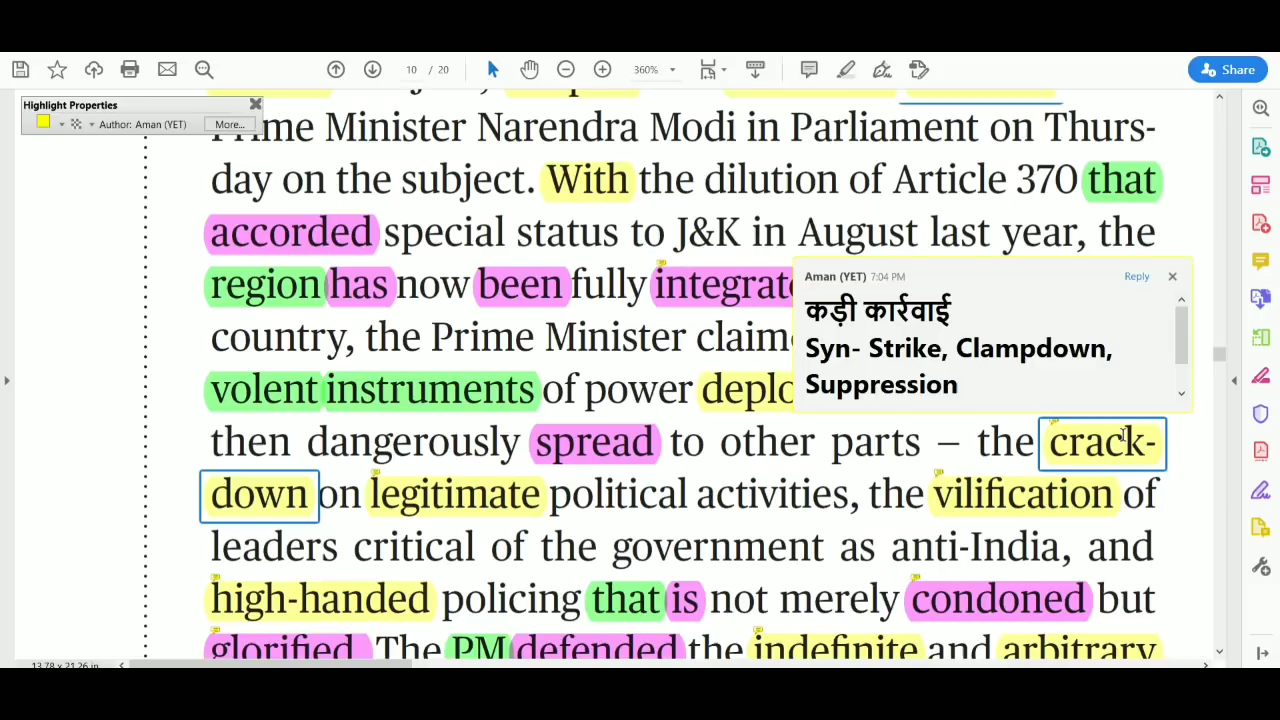 10 / 20
360%
Share
Highlight Properties
Author: Aman (YET)
More...
Prime Minister Narendra Modi in Parliament on Thurs-
day on the subject. With the dilution of Article 370 that
accorded special status to J&K in August last year, the
region has now been fully
country, the Prime Minister
volent instruments of power
then dangerously spread to other parts – the crack-
down on legitimate political activities, the vilification of
leaders critical of the government as anti-India, and
high-handed policing that is not merely condoned but
glorified. The PM defended the indefinite and arbitrary
Aman (YET) 7:04 PM
Reply
कड़ी कार्रवाई
Syn- Strike, Clampdown,
Suppression
13.78 x 21.26 in